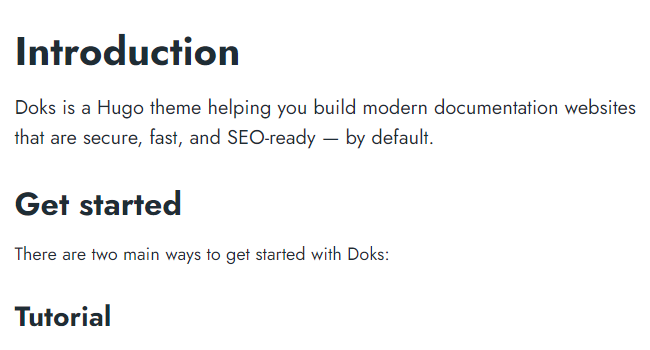 Introduction
Doks is a Hugo theme helping you build modern documentation websites
that are secure, fast, and SEO-ready — by default.
Get started
There are two main ways to get started with Doks:
Tutorial